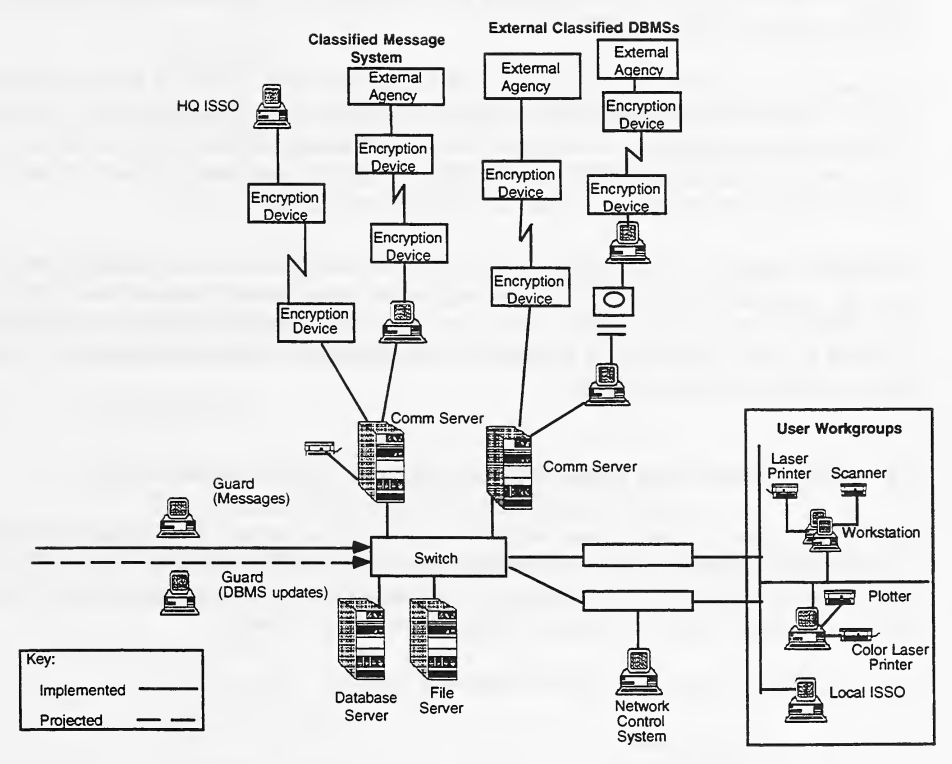 External Classified DBMSs
Classified Message
System
External
Agency
External
Agency
External
Agency
HQ ISSO
Encryption
Device
Encryption
Device
Encryption
Device
Encryption
Device
Encryption
Device
Encryption
Device
Encryption
Device
Encryption
Device
Comm Server
Comm Server
User Workgroups
Laser
Printer
Scanner
Workstation
Guard
(Messages)
Switch
Guard
(DBMS updates)
Plotter
Color Laser
Printer
Local ISSO
Key:
Implemented
Projected
Database
Server
File
Server
Network
Control
System